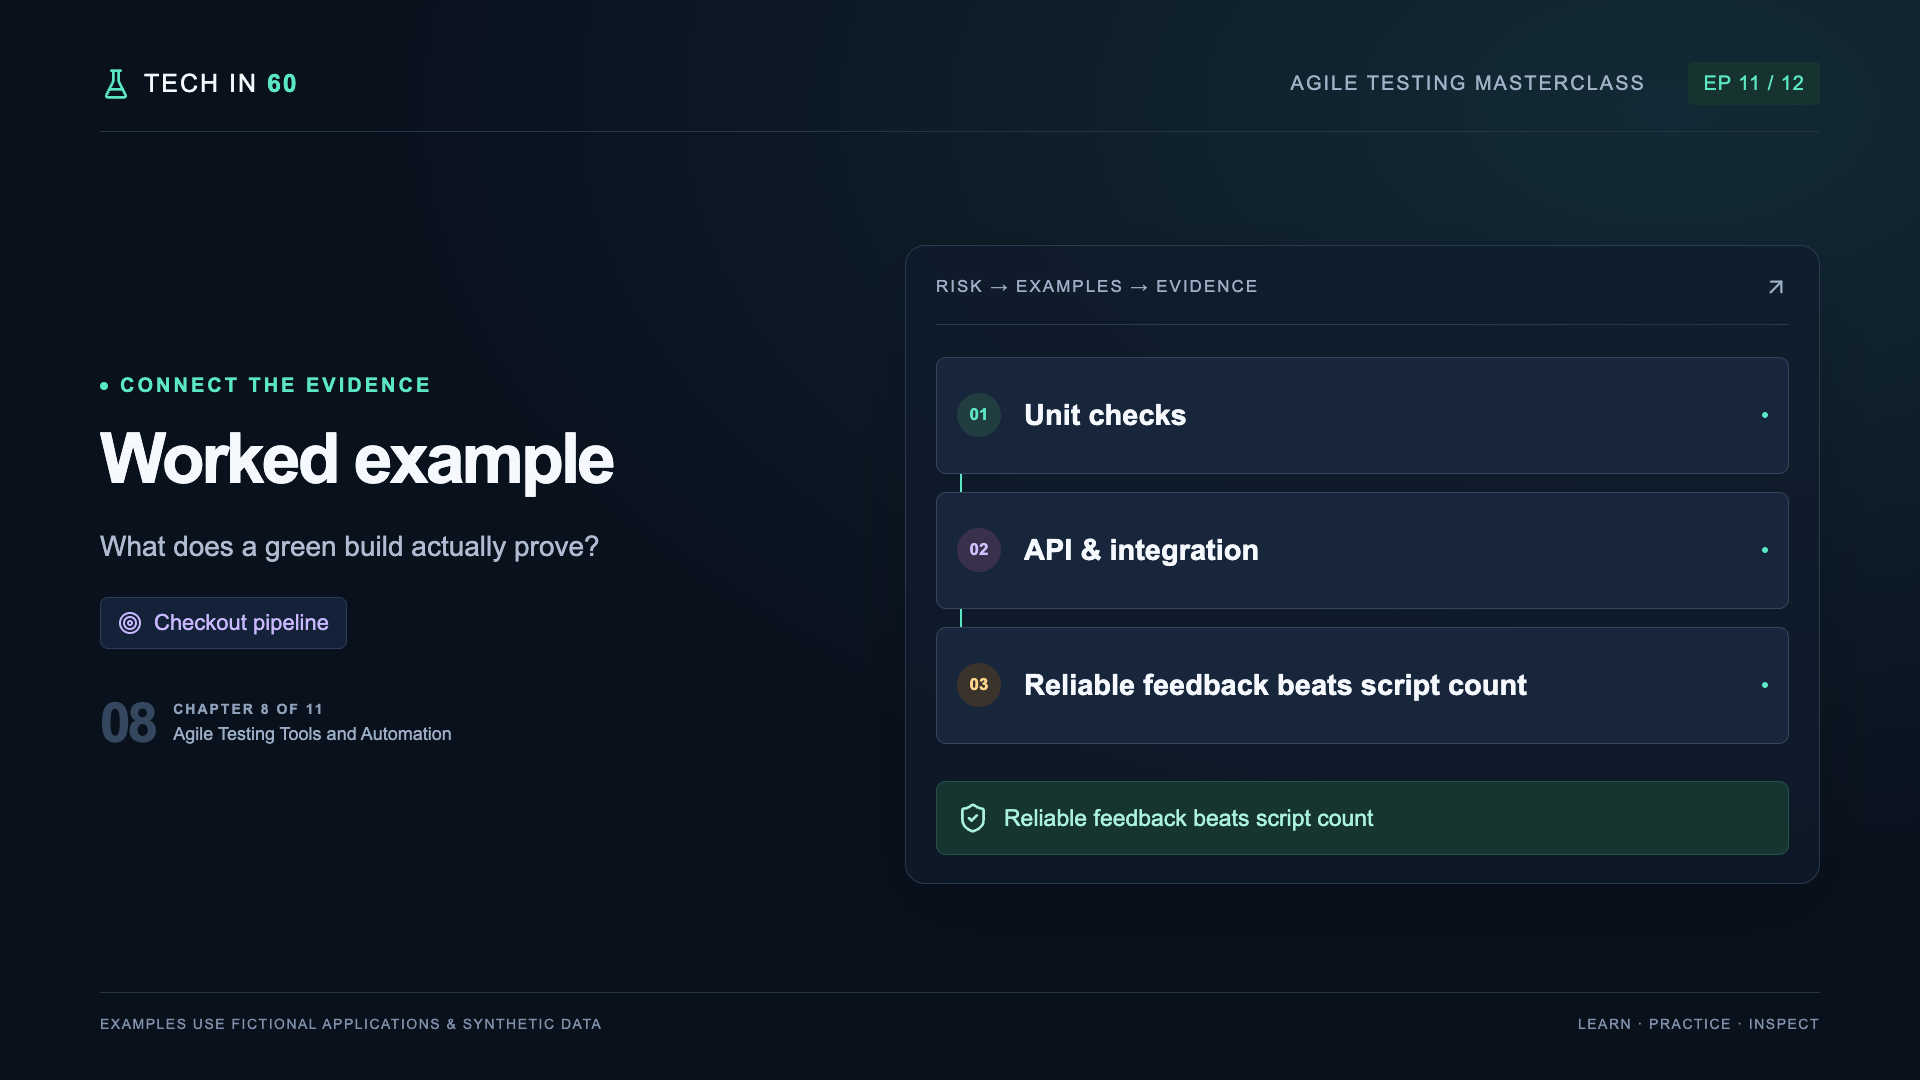 TECH IN 60
AGILE TESTING MASTERCLASS
EP 11 / 12
CONNECT THE EVIDENCE
Worked example
What does a green build actually prove?
Checkout pipeline
08
CHAPTER 8 OF 11
Agile Testing Tools and Automation
RISK → EXAMPLES → EVIDENCE
01
Unit checks
02
API & integration
03
Reliable feedback beats script count
Reliable feedback beats script count
EXAMPLES USE FICTIONAL APPLICATIONS & SYNTHETIC DATA
LEARN · PRACTICE · INSPECT